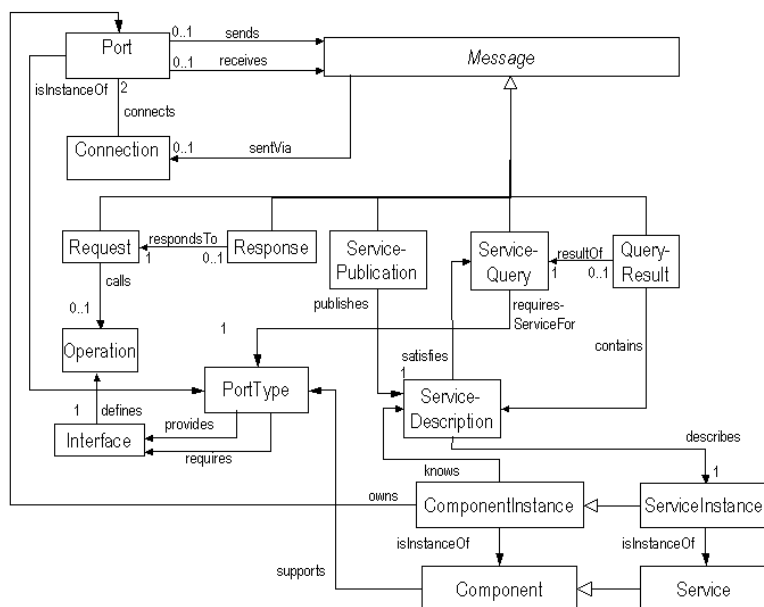 0..1
sends
Port
Message
0..1
receives
isInstanceOf
2
connects
Connection
0..1
sentVia
Request
respondsTo
1
0..1
Response
Service-
Publication
Service-
Query
resultOf
1
0..1
Query-
Result
calls
0..1
publishes
requires-
ServiceFor
1
Operation
satisfies
contains
1
PortType
1
defines
Service-
Description
provides
Interface
requires
describes
knows
1
owns
ComponentInstance
ServiceInstance
isInstanceOf
isInstanceOf
supports
Component
Service